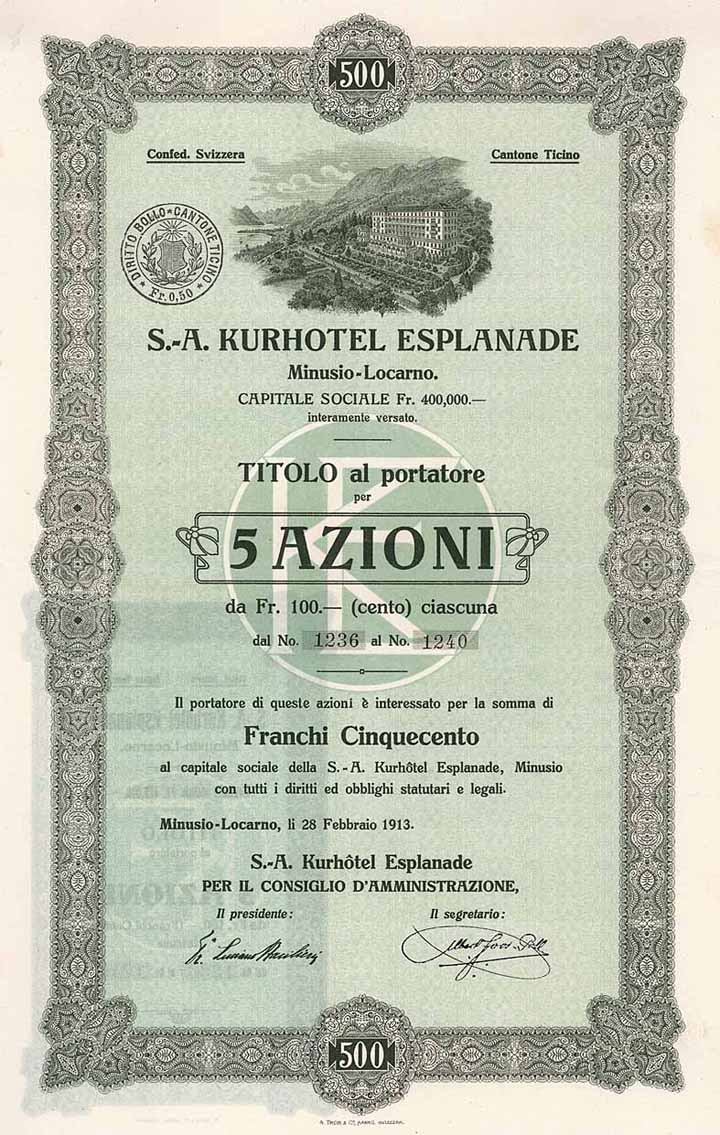 500
Confed. Svizzera
Cantone Ticino
DIRITTO BOLLO * CANTONE TICINO * Fr. 0,50 *
S.-A. KURHOTEL ESPLANADE
Minusio-Locarno.
CAPITALE SOCIALE Fr. 400,000.—
interamente versato.
TITOLO al portatore
per
5 AZIONI
da Fr. 100.— (cento) ciascuna
dal No. 1236 al No. 1240
Il portatore di queste azioni è interessato per la somma di
Franchi Cinquecento
al capitale sociale della S.-A. Kurhôtel Esplanade, Minusio
con tutti i diritti ed obblighi statutari e legali.
Minusio-Locarno, li 28 Febbraio 1913.
S.-A. Kurhôtel Esplanade
PER IL CONSIGLIO D'AMMINISTRAZIONE,
Il presidente:
Il segretario:
500